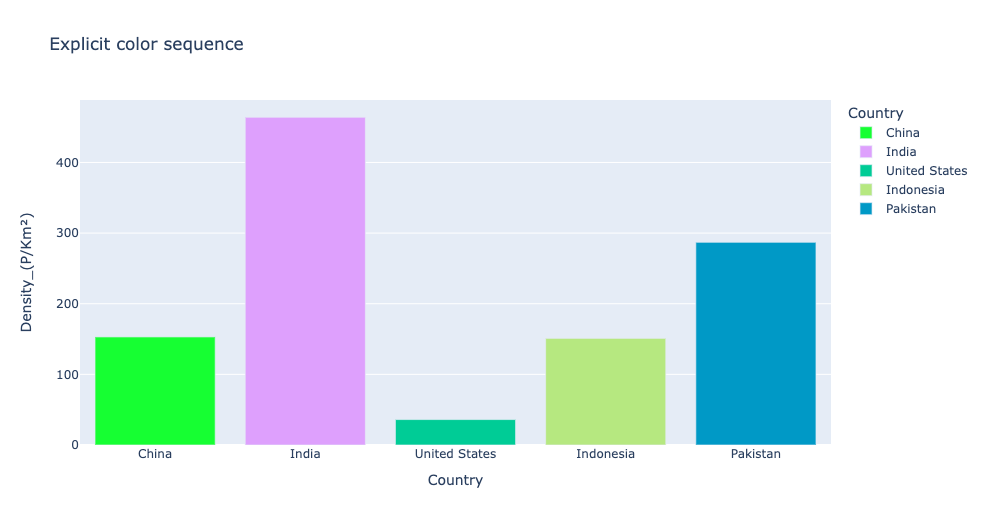 Explicit color sequence
Density_(P/Km²)
400
300
200
100
0
China
India
United States
Indonesia
Pakistan
Country
Country
China
India
United States
Indonesia
Pakistan